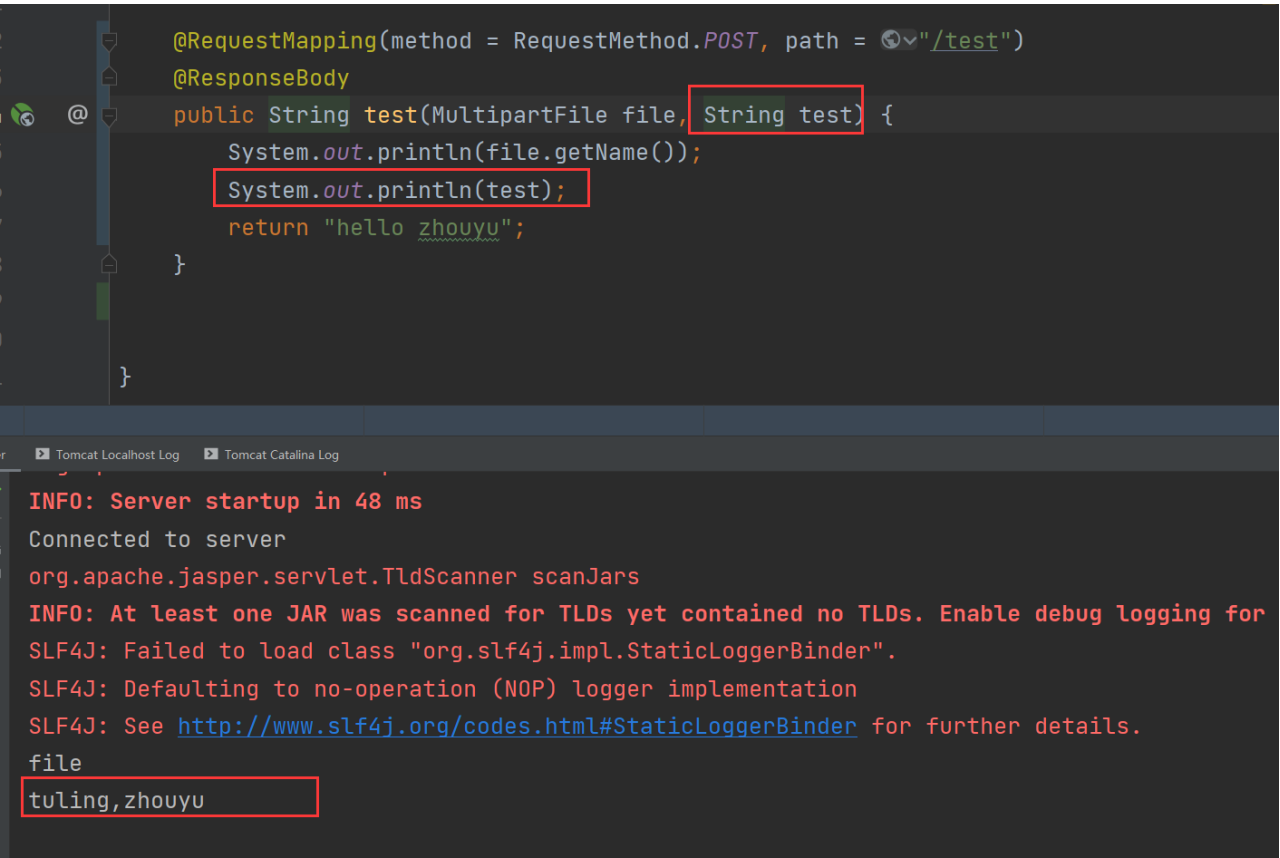 @RequestMapping(method = RequestMethod.POST, path = "/test")
@ResponseBody
@ public String test(MultipartFile file, String test) {
System.out.println(file.getName());
System.out.println(test);
return "hello zhouyu";
}
}
Tomcat Localhost Log Tomcat Catalina Log
INFO: Server startup in 48 ms
Connected to server
org.apache.jasper.servlet.TldScanner scanJars
INFO: At least one JAR was scanned for TLDs yet contained no TLDs. Enable debug logging for
SLF4J: Failed to load class "org.slf4j.impl.StaticLoggerBinder".
SLF4J: Defaulting to no-operation (NOP) logger implementation
SLF4J: See http://www.slf4j.org/codes.html#StaticLoggerBinder for further details.
file
tuling,zhouyu